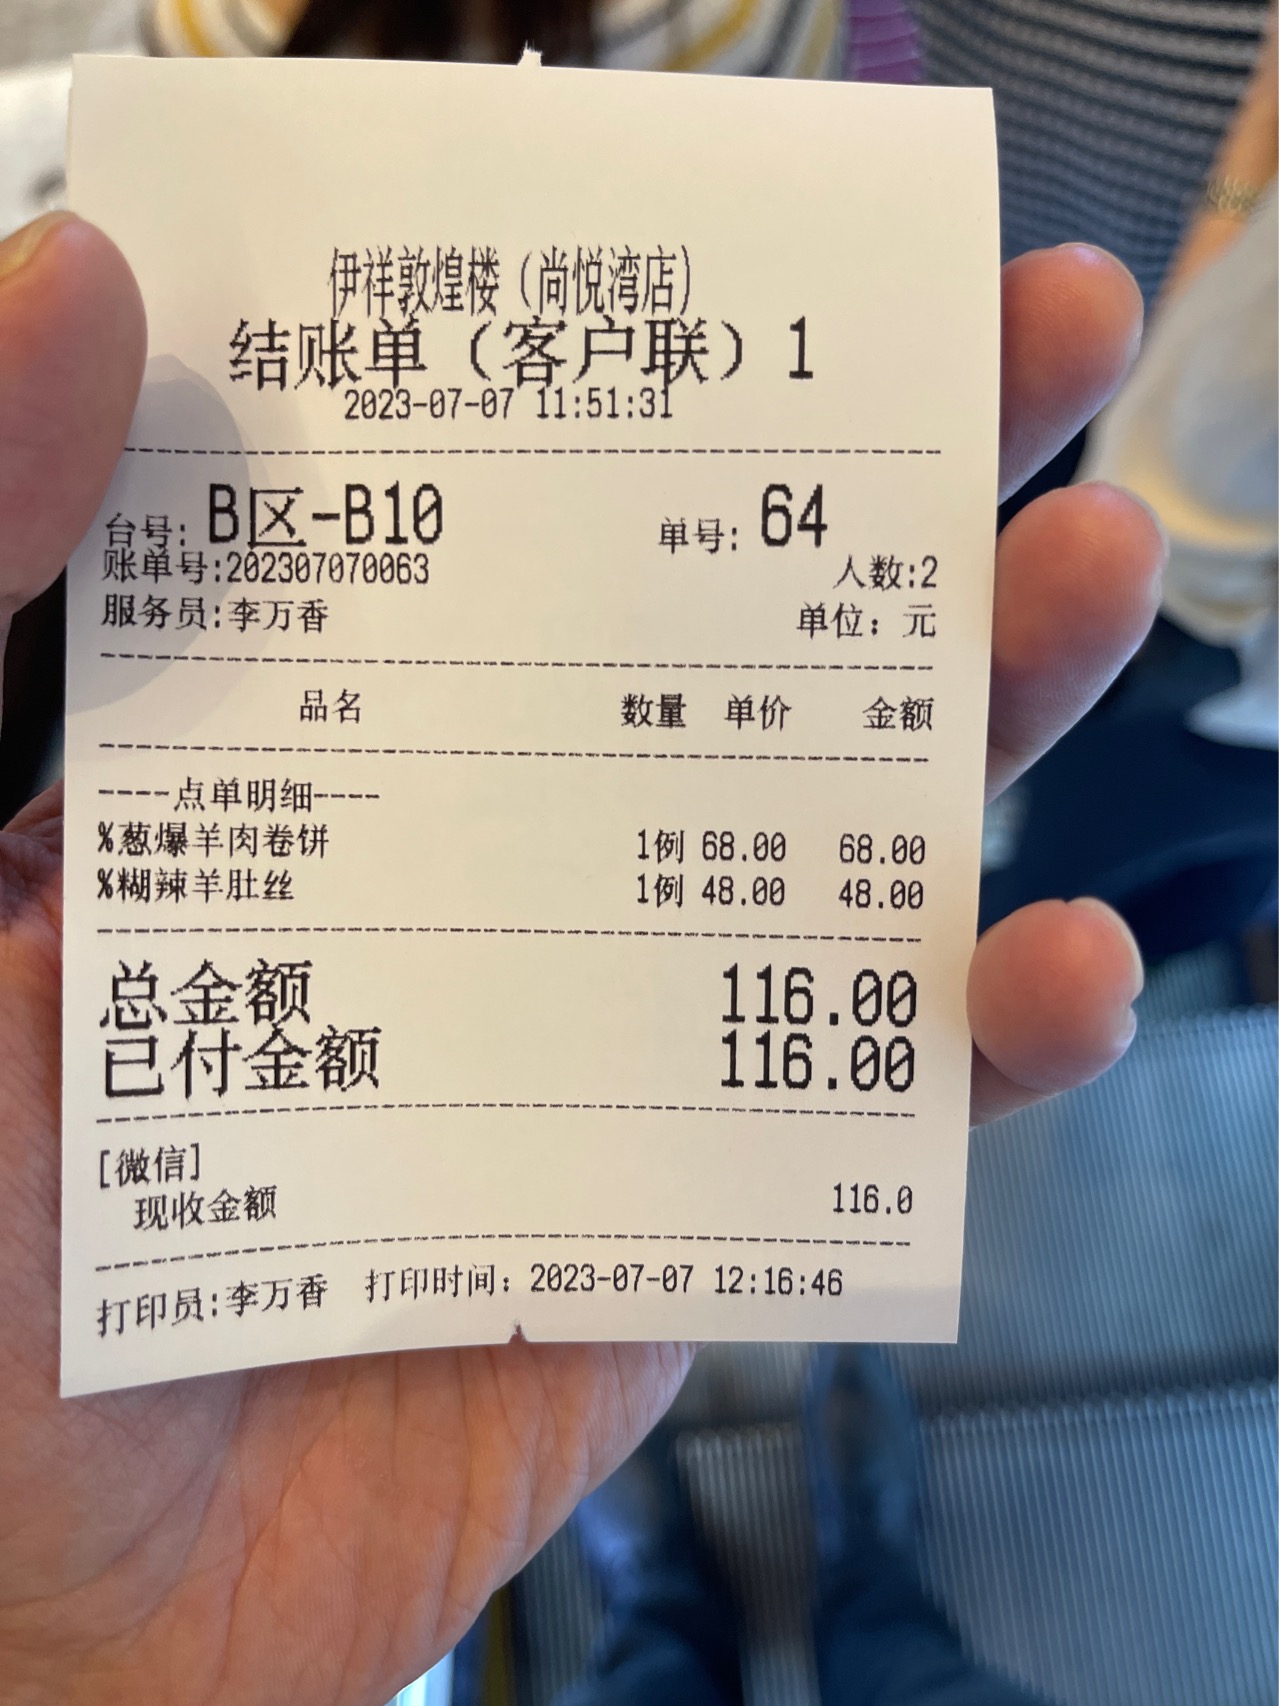 伊祥敦煌楼（尚悦湾店）
结账单（客户联）1
2023-07-07 11:51:31
台号: B区-B10 单号: 64
账单号:202307070063 人数:2
服务员:李万香 单位：元
品名 数量 单价 金额
----点单明细----
%葱爆羊肉卷饼 1例 68.00 68.00
%糊辣羊肚丝 1例 48.00 48.00
总金额 116.00
已付金额 116.00
[微信]
现收金额 116.0
打印员:李万香 打印时间：2023-07-07 12:16:46